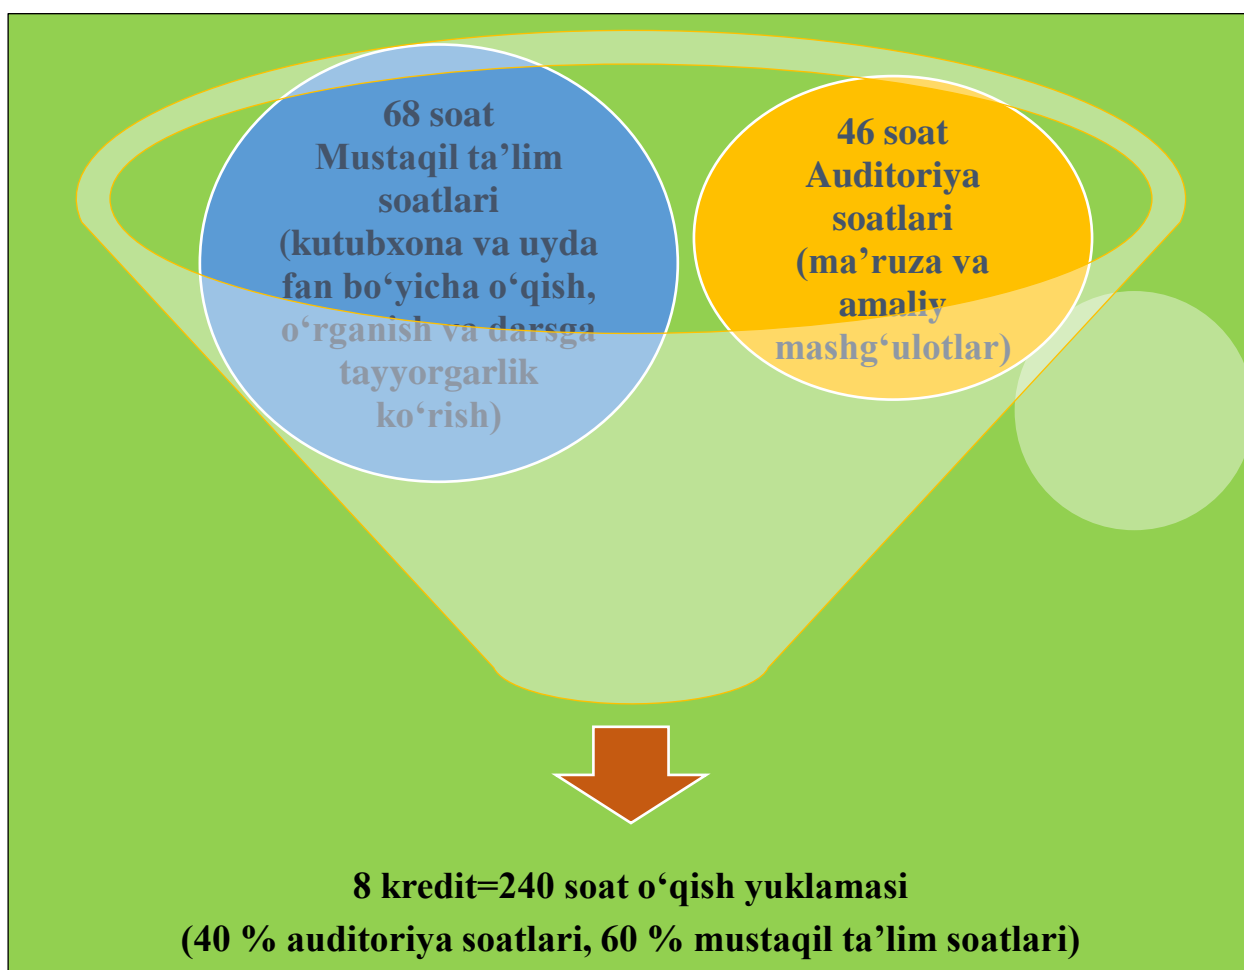 68 soat
Mustaqil ta’lim
soatlari
(kutubxona va uyda
fan bo‘yicha o‘qish,
o‘rganish va darsga
tayyorgarlik
ko‘rish)
46 soat
Auditoriya
soatlari
(ma’ruza va
amaliy
mashg‘ulotlar)
8 kredit=240 soat o‘qish yuklamasi
(40 % auditoriya soatlari, 60 % mustaqil ta’lim soatlari)